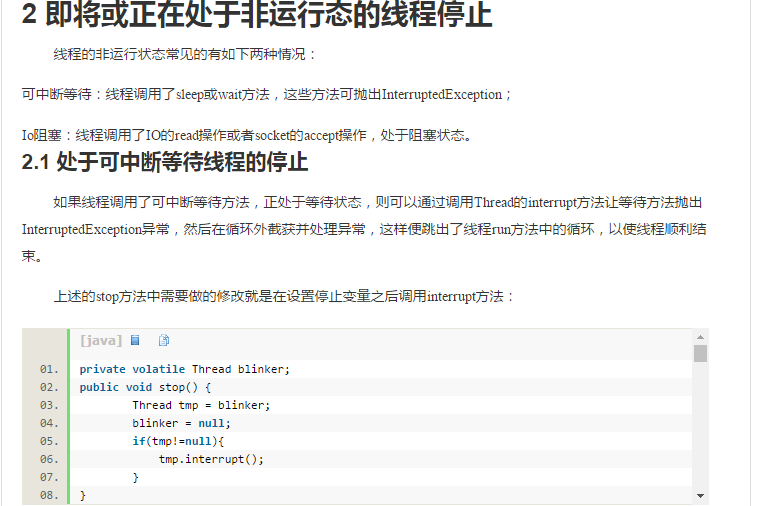 2 即将或正在处于非运行态的线程停止
线程的非运行状态常见的有如下两种情况：
可中断等待：线程调用了sleep或wait方法，这些方法可抛出InterruptedException；
Io阻塞：线程调用了IO的read操作或者socket的accept操作，处于阻塞状态。
2.1 处于可中断等待线程的停止
如果线程调用了可中断等待方法，正处于等待状态，则可以通过调用Thread的interrupt方法让等待方法抛出
InterruptedException异常，然后在循环外截获并处理异常，这样便跳出了线程run方法中的循环，以使线程顺利结
束。
上述的stop方法中需要做的修改就是在设置停止变量之后调用interrupt方法：
[java]
01. private volatile Thread blinker;
02. public void stop() {
03. Thread tmp = blinker;
04. blinker = null;
05. if(tmp!=null){
06. tmp.interrupt();
07. }
08. }